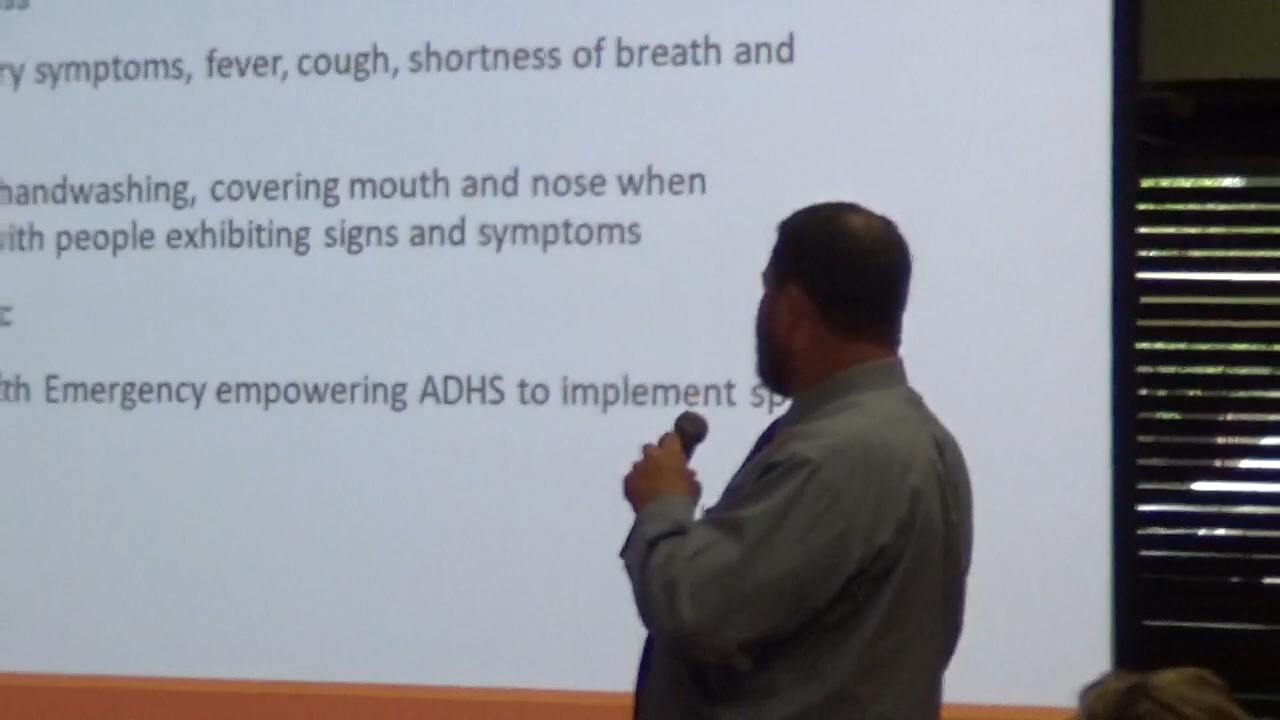 symptoms, fever, cough, shortness of breath and
handwashing, covering mouth and nose when
with people exhibiting signs and symptoms
Emergency empowering ADHS to implement